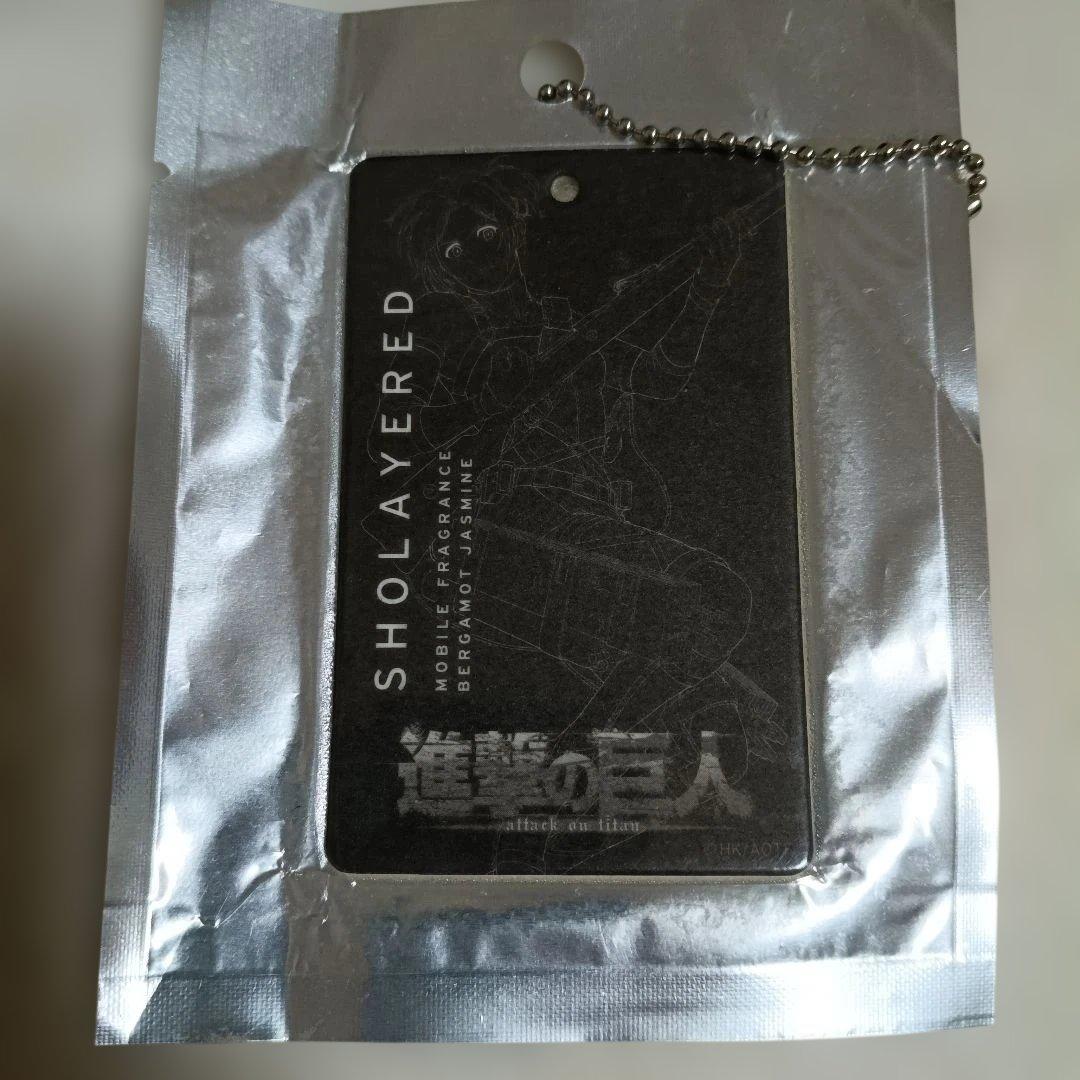 SHOLAYERED
MOBILE FRAGRANCE
BERGAMOT JASMINE
進撃の巨人
attack on titan
©HK/AOT